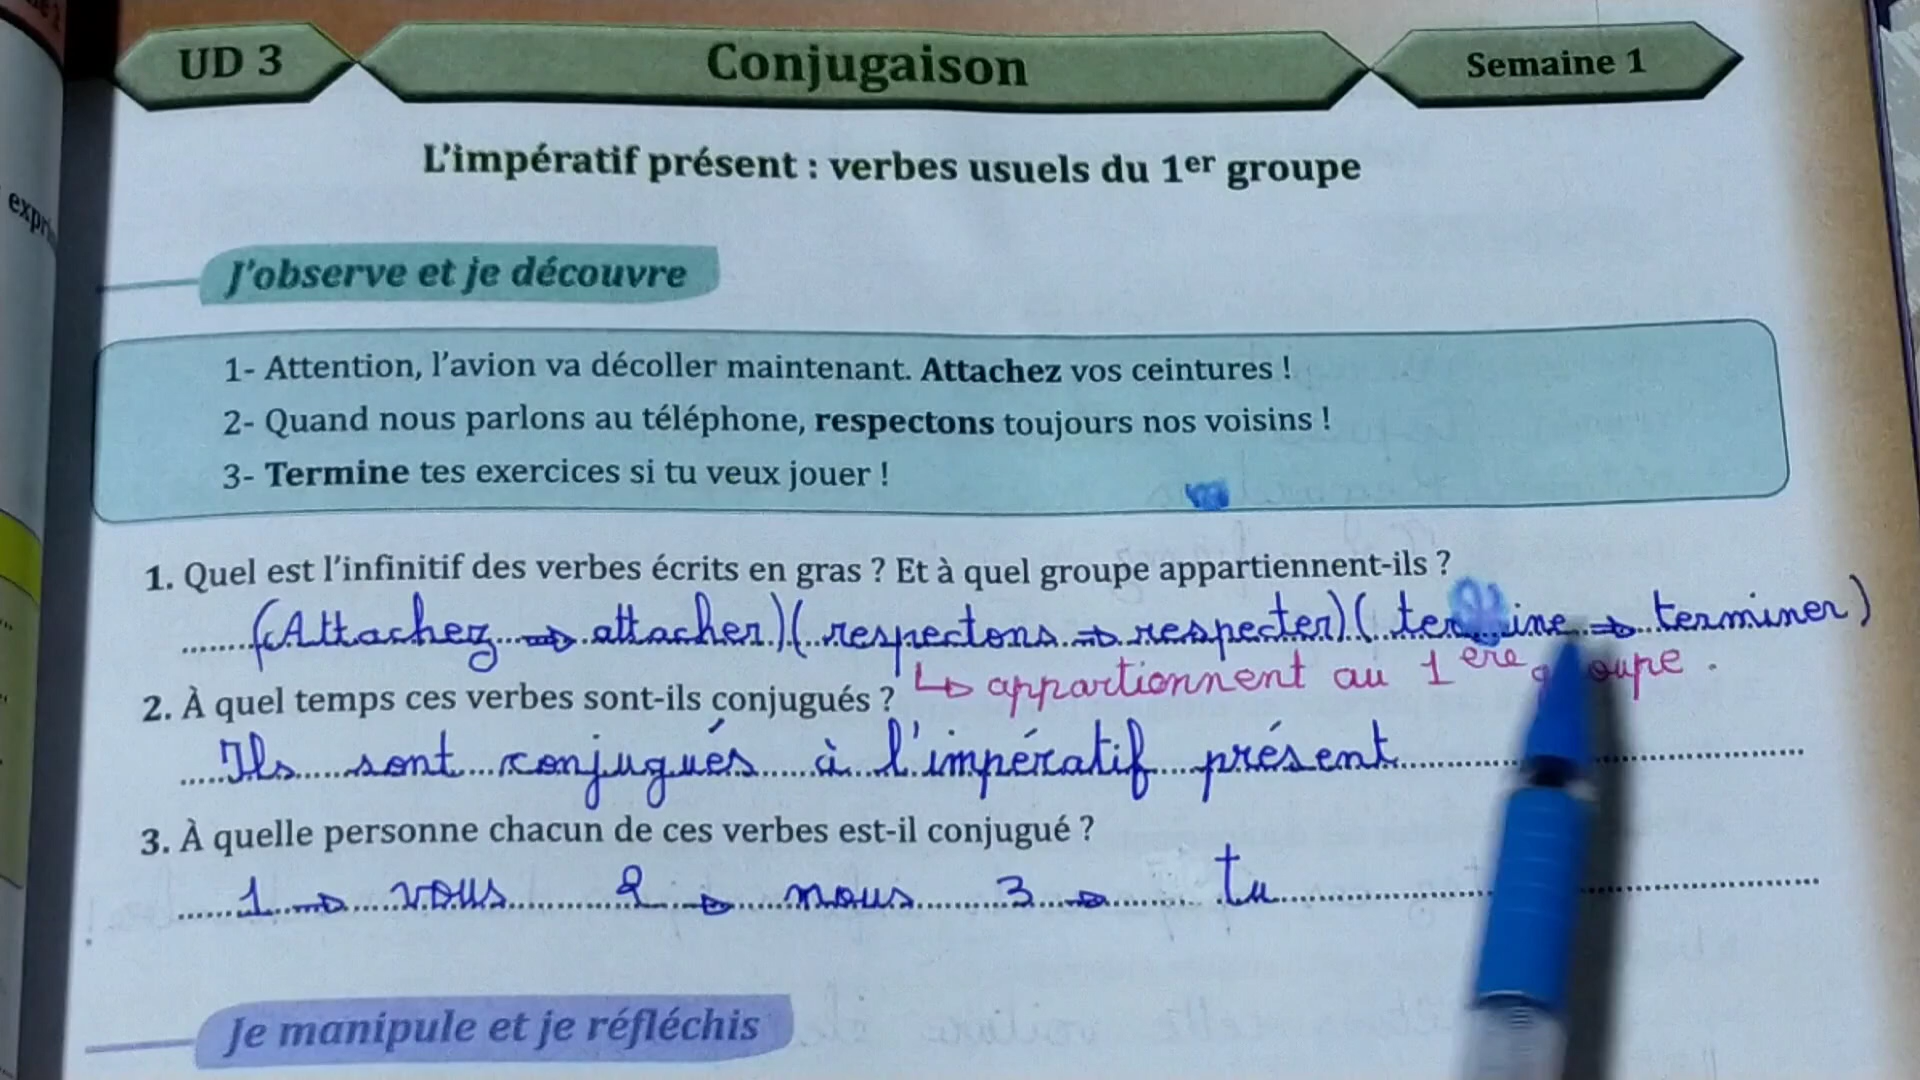 UD 3
Conjugaison
Semaine 1
L'impératif présent : verbes usuels du 1er groupe
J'observe et je découvre
1- Attention, l'avion va décoller maintenant. Attachez vos ceintures !
2- Quand nous parlons au téléphone, respectons toujours nos voisins !
3- Termine tes exercices si tu veux jouer !
1. Quel est l'infinitif des verbes écrits en gras ? Et à quel groupe appartiennent-ils ?
(Attachez → attacher) (respectons → respecter) (termine → terminer)
↳ appartionnent au 1ère groupe.
2. À quel temps ces verbes sont-ils conjugués ?
Ils sont conjugués à l'impératif présent
3. À quelle personne chacun de ces verbes est-il conjugué ?
1 → vous 2 → nous 3 → tu
Je manipule et je réfléchis